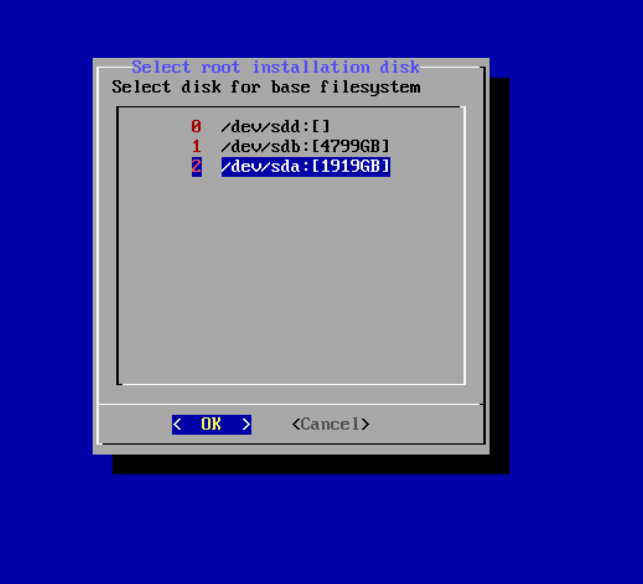 Select root installation disk
Select disk for base filesystem
0 /dev/sdd:[]
1 /dev/sdb:[4799GB]
2 /dev/sda:[1919GB]
< OK > <Cancel>